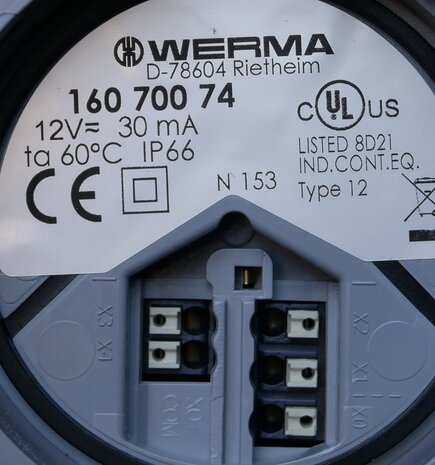 WERMA
D-78604 Rietheim
160 700 74
12V≂ 30 mA
ta 60°C IP66
CE
N 153
C UL US
LISTED 8D21
IND.CONT.EQ.
Type 12
X3 X4
X2
X1
X0
COM